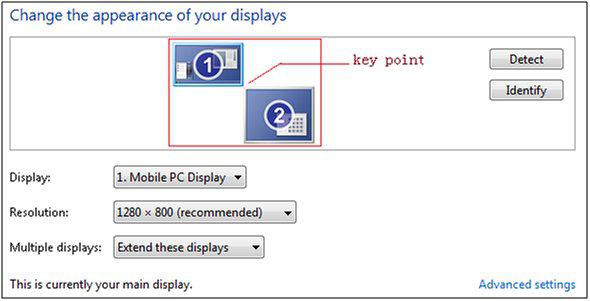 Change the appearance of your displays
1
key point
Detect
2
Identify
Display: 1. Mobile PC Display
Resolution: 1280 × 800 (recommended)
Multiple displays: Extend these displays
This is currently your main display. Advanced settings